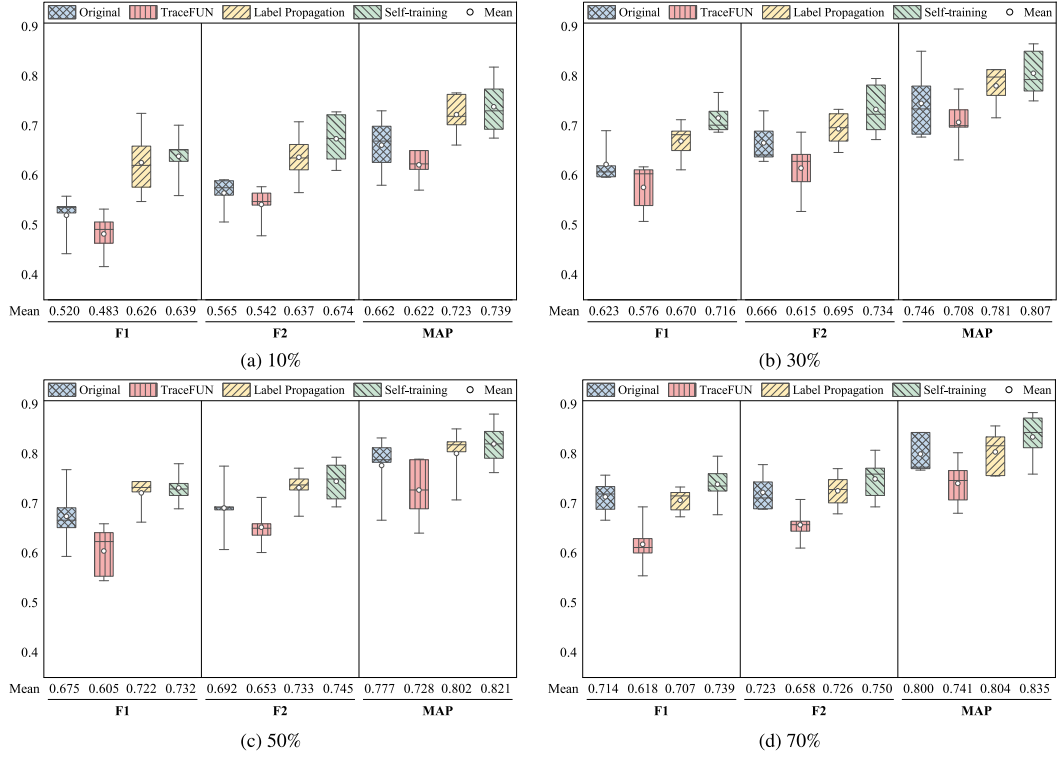 Original TraceFUN Label Propagation Self-training Mean
0.9
0.8
0.7
0.6
0.5
0.4
Mean 0.520 0.483 0.626 0.639 0.565 0.542 0.637 0.674 0.662 0.622 0.723 0.739
F1 F2 MAP
(a) 10%
Original TraceFUN Label Propagation Self-training Mean
0.9
0.8
0.7
0.6
0.5
0.4
Mean 0.623 0.576 0.670 0.716 0.666 0.615 0.695 0.734 0.746 0.708 0.781 0.807
F1 F2 MAP
(b) 30%
Original TraceFUN Label Propagation Self-training Mean
0.9
0.8
0.7
0.6
0.5
0.4
Mean 0.675 0.605 0.722 0.732 0.692 0.653 0.733 0.745 0.777 0.728 0.802 0.821
F1 F2 MAP
(c) 50%
Original TraceFUN Label Propagation Self-training Mean
0.9
0.8
0.7
0.6
0.5
0.4
Mean 0.714 0.618 0.707 0.739 0.723 0.658 0.726 0.750 0.800 0.741 0.804 0.835
F1 F2 MAP
(d) 70%